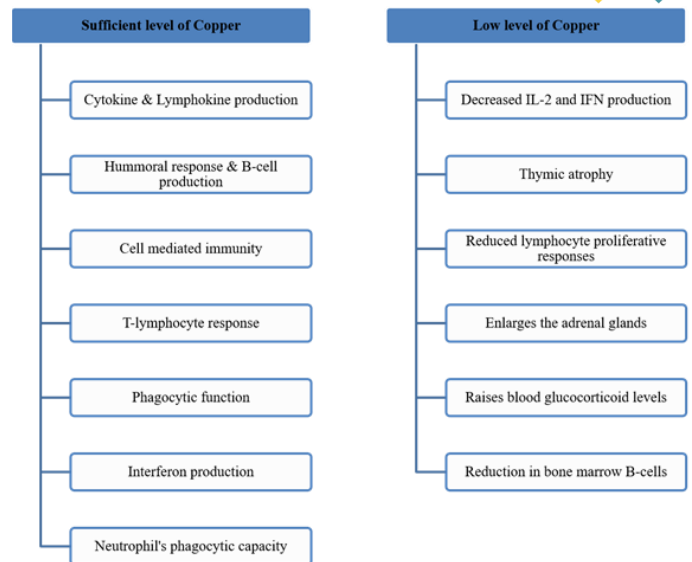 Sufficient level of Copper
Cytokine & Lymphokine production
Hummoral response & B-cell
production
Cell mediated immunity
T-lymphocyte response
Phagocytic function
Interferon production
Neutrophil's phagocytic capacity
Low level of Copper
Decreased IL-2 and IFN production
Thymic atrophy
Reduced lymphocyte proliferative
responses
Enlarges the adrenal glands
Raises blood glucocorticoid levels
Reduction in bone marrow B-cells